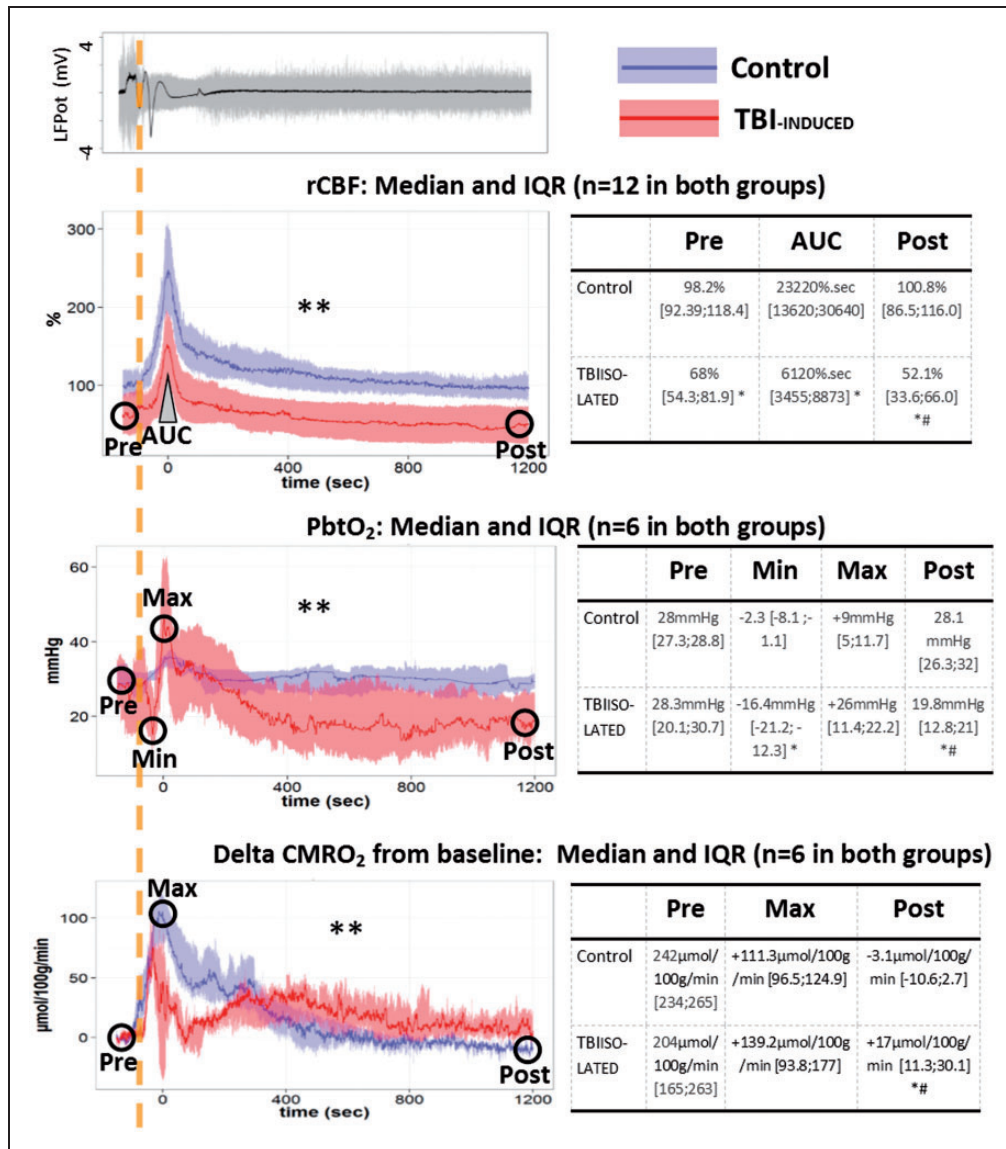 4
LFPot (mV)
-4
Control
TBI-INDUCED
rCBF: Median and IQR (n=12 in both groups)
300
200
100
%
**
Pre
AUC
Post
0 400 800 1200
time (sec)
Pre AUC Post
Control 98.2% 23220%.sec 100.8%
[92.39;118.4] [13620;30640] [86.5;116.0]
TBIISO- 68% 6120%.sec 52.1%
LATED [54.3;81.9] * [3455;8873] * [33.6;66.0]
*#
PbtO₂: Median and IQR (n=6 in both groups)
60
40
20
mmHg
Max
**
Pre
Min
Post
0 400 800 1200
time (sec)
Pre Min Max Post
Control 28mmHg -2.3 [-8.1 ;- +9mmHg 28.1
[27.3;28.8] 1.1] [5;11.7] mmHg
[26.3;32]
TBIISO- 28.3mmHg -16.4mmHg +26mmHg 19.8mmHg
LATED [20.1;30.7] [-21.2; - [11.4;22.2] [12.8;21]
12.3] * *#
Delta CMRO₂ from baseline: Median and IQR (n=6 in both groups)
100
50
0
µmol/100g/min
Max
**
Pre
Post
0 400 800 1200
time (sec)
Pre Max Post
Control 242µmol/ +111.3µmol/100g -3.1µmol/100g/
100g/min /min [96.5;124.9] min [-10.6;2.7]
[234;265]
TBIISO- 204µmol/ +139.2µmol/100g +17µmol/100g/
LATED 100g/min /min [93.8;177] min [11.3;30.1]
[165;263] *#